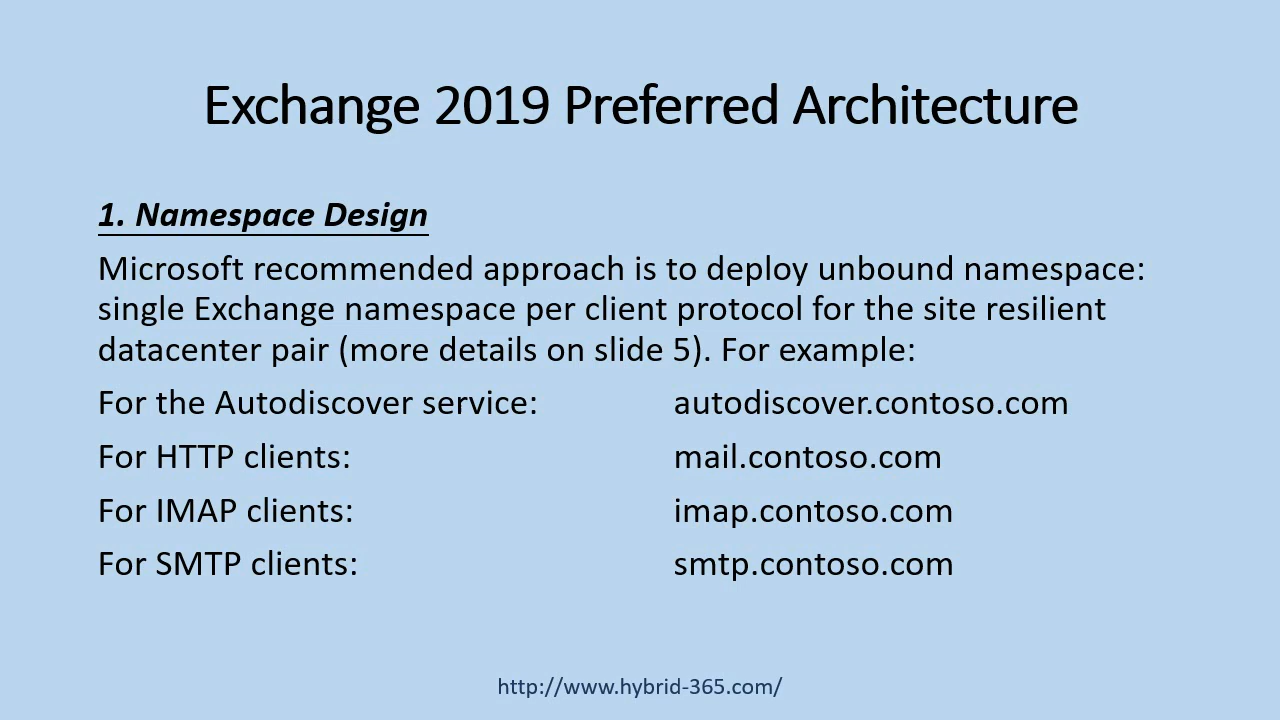 Exchange 2019 Preferred Architecture
1. Namespace Design
Microsoft recommended approach is to deploy unbound namespace:
single Exchange namespace per client protocol for the site resilient
datacenter pair (more details on slide 5). For example:
For the Autodiscover service: autodiscover.contoso.com
For HTTP clients: mail.contoso.com
For IMAP clients: imap.contoso.com
For SMTP clients: smtp.contoso.com
http://www.hybrid-365.com/